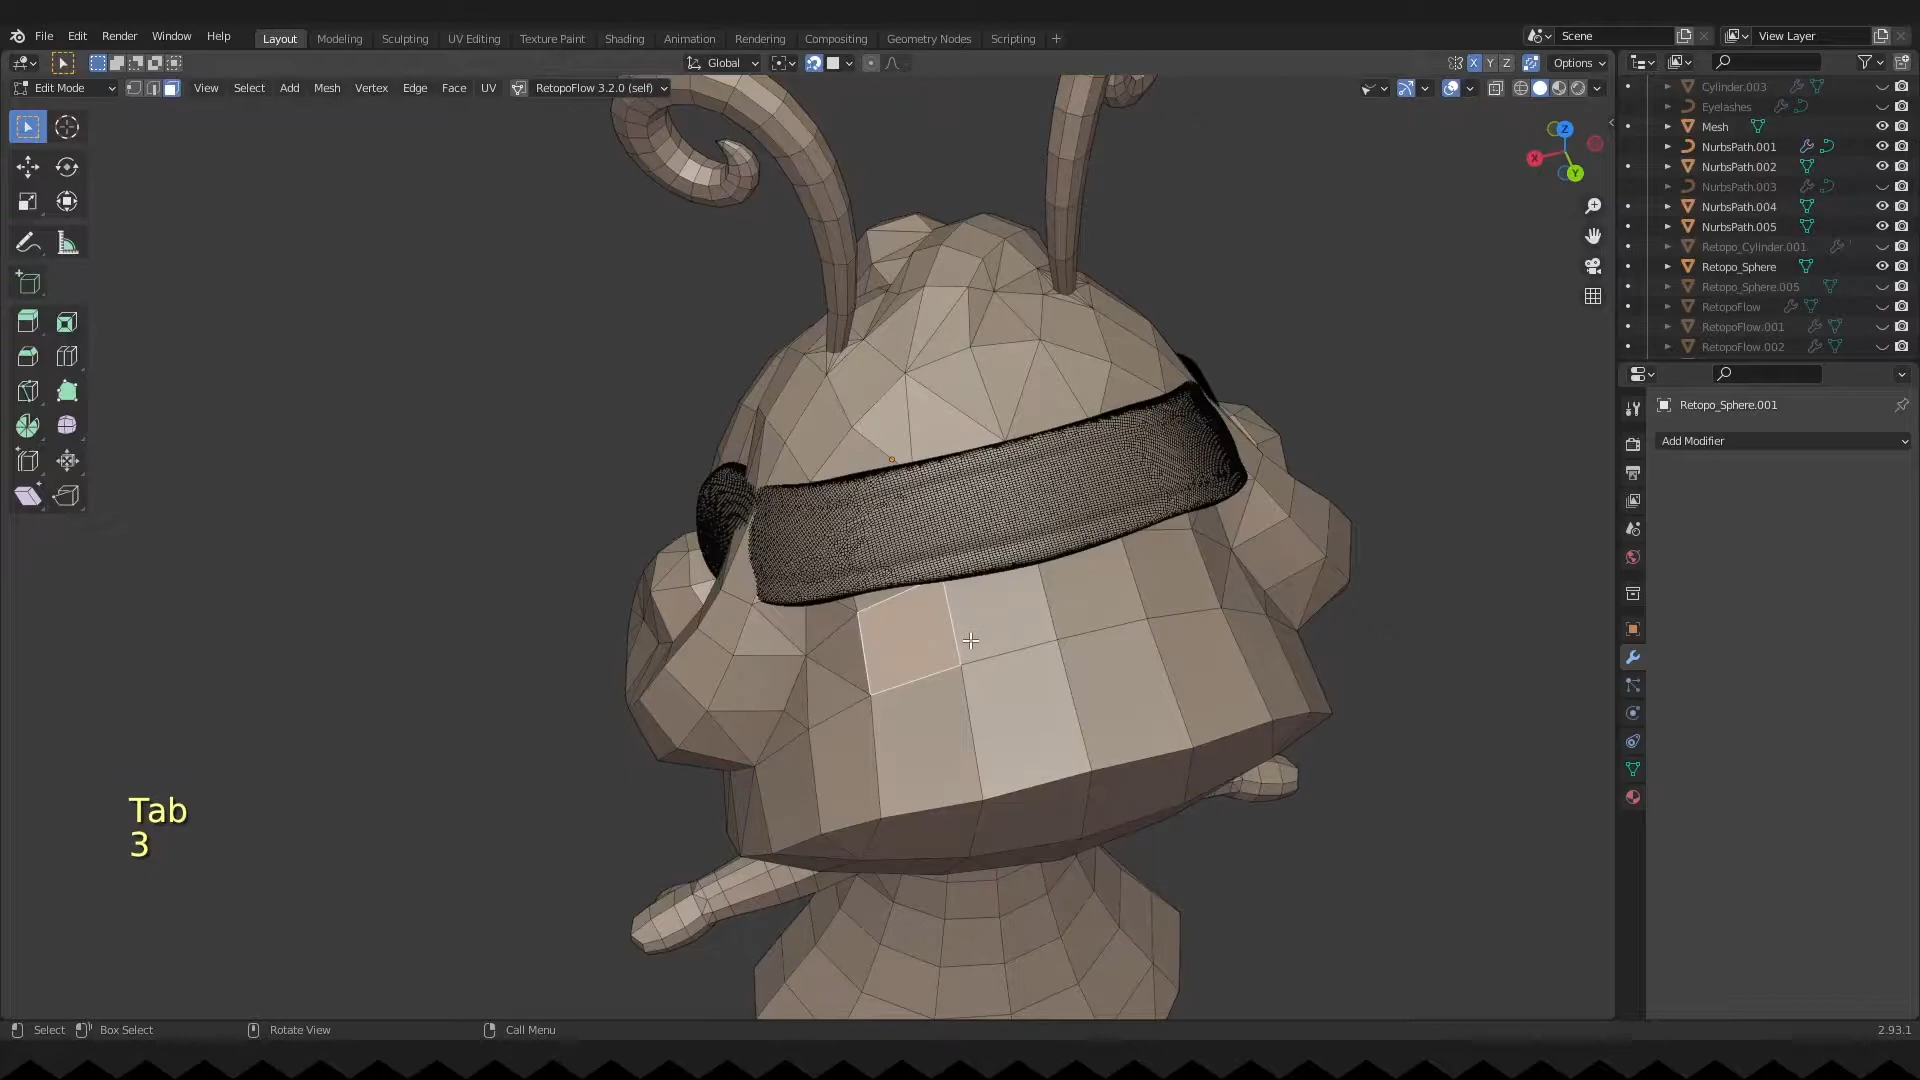 File Edit Render Window Help Layout Modeling Sculpting UV Editing Texture Paint Shading Animation Rendering Compositing Geometry Nodes Scripting + Scene View Layer
Global X Y Z Options
Edit Mode View Select Add Mesh Vertex Edge Face UV RetopoFlow 3.2.0 (self)
Cylinder.003
Eyelashes
Mesh
NurbsPath.001
NurbsPath.002
NurbsPath.003
NurbsPath.004
NurbsPath.005
Retopo_Cylinder.001
Retopo_Sphere
Retopo_Sphere.005
RetopoFlow
RetopoFlow.001
RetopoFlow.002
Z
X
Y
Retopo_Sphere.001
Add Modifier
Tab
3
Select Box Select Rotate View Call Menu 2.93.1